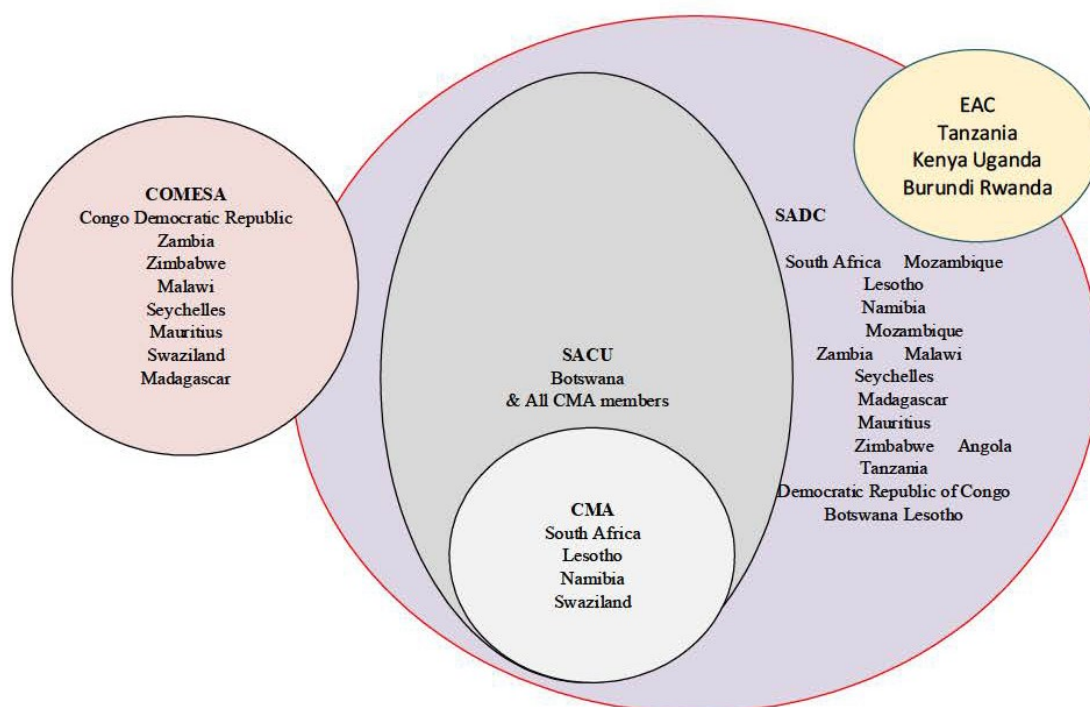 COMESA
Congo Democratic Republic
Zambia
Zimbabwe
Malawi
Seychelles
Mauritius
Swaziland
Madagascar
SACU
Botswana
& All CMA members
CMA
South Africa
Lesotho
Namibia
Swaziland
EAC
Tanzania
Kenya Uganda
Burundi Rwanda
SADC
South Africa Mozambique
Lesotho
Namibia
Mozambique
Zambia Malawi
Seychelles
Madagascar
Mauritius
Zimbabwe Angola
Tanzania
Democratic Republic of Congo
Botswana Lesotho